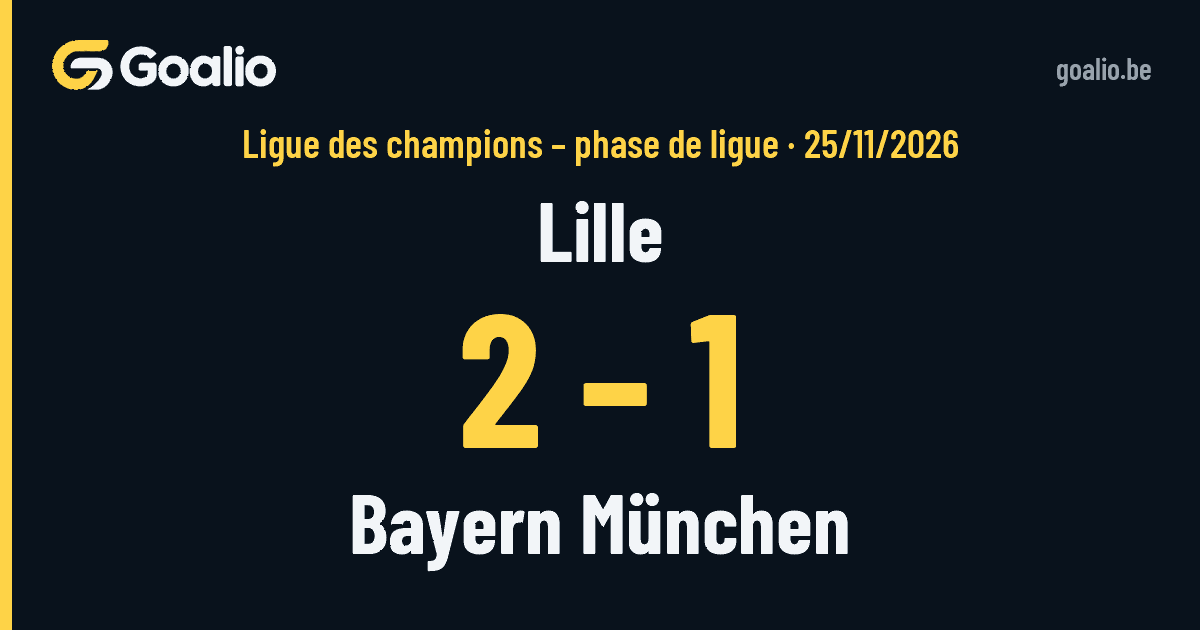 Goalio
goalio.be
Ligue des champions – phase de ligue · 25/11/2026
Lille
2 – 1
Bayern München